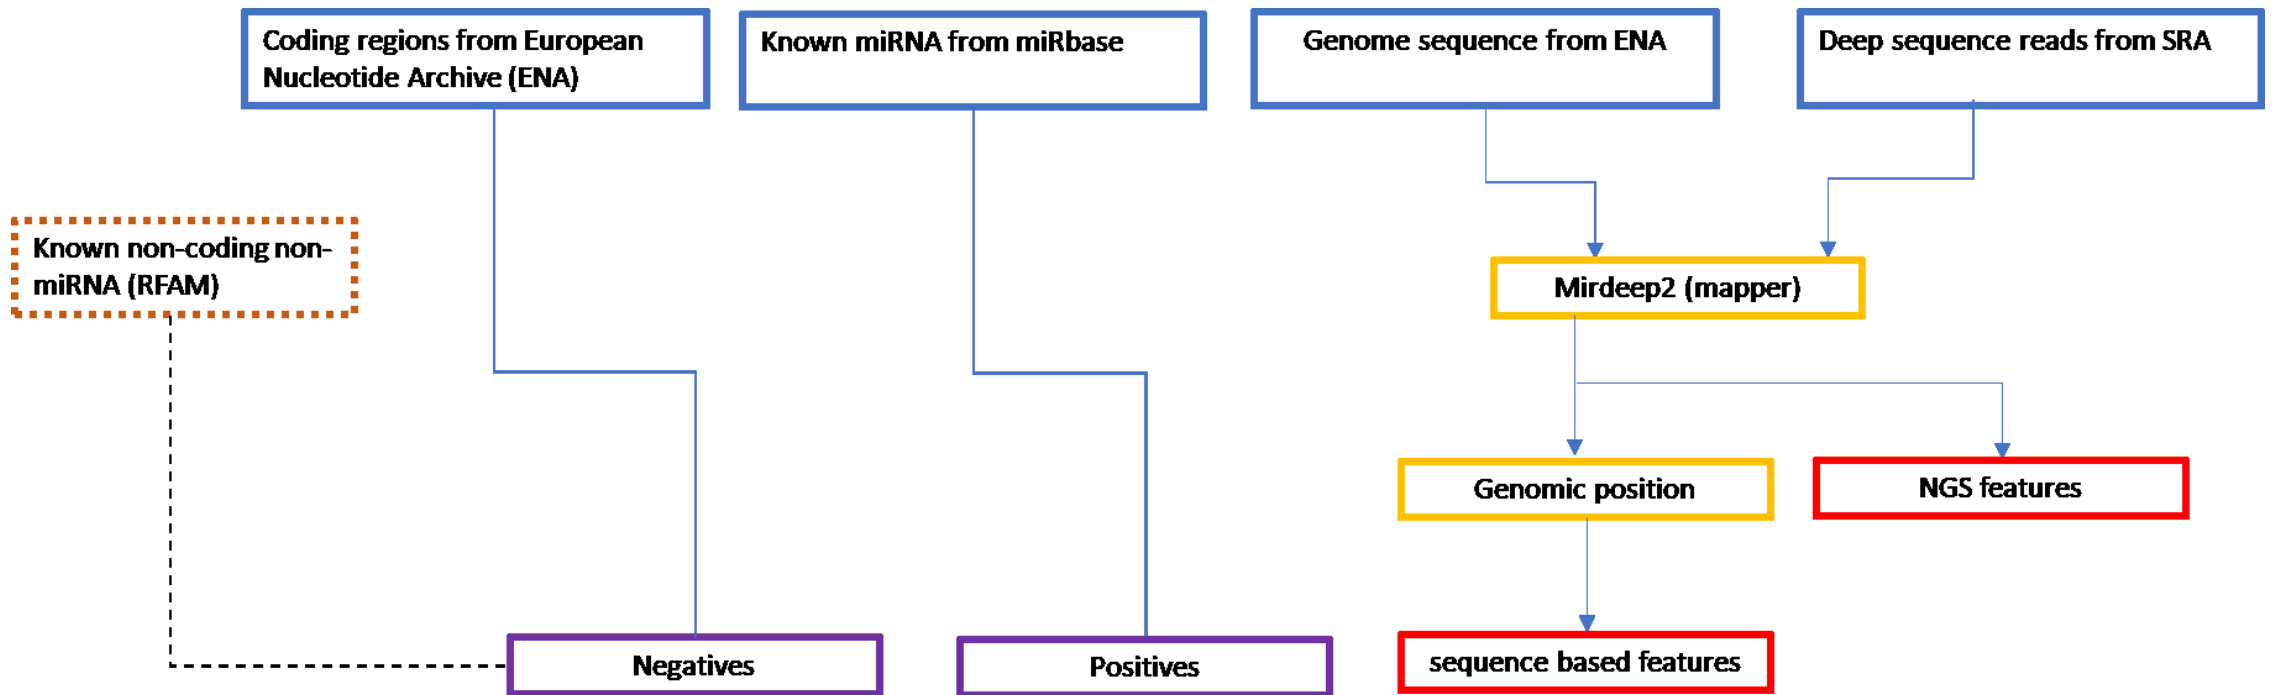 Coding regions from European
Nucleotide Archive (ENA)
Known miRNA from miRbase
Genome sequence from ENA
Deep sequence reads from SRA
Known non-coding non-
miRNA (RFAM)
Mirdeep2 (mapper)
Genomic position
NGS features
Negatives
Positives
sequence based features